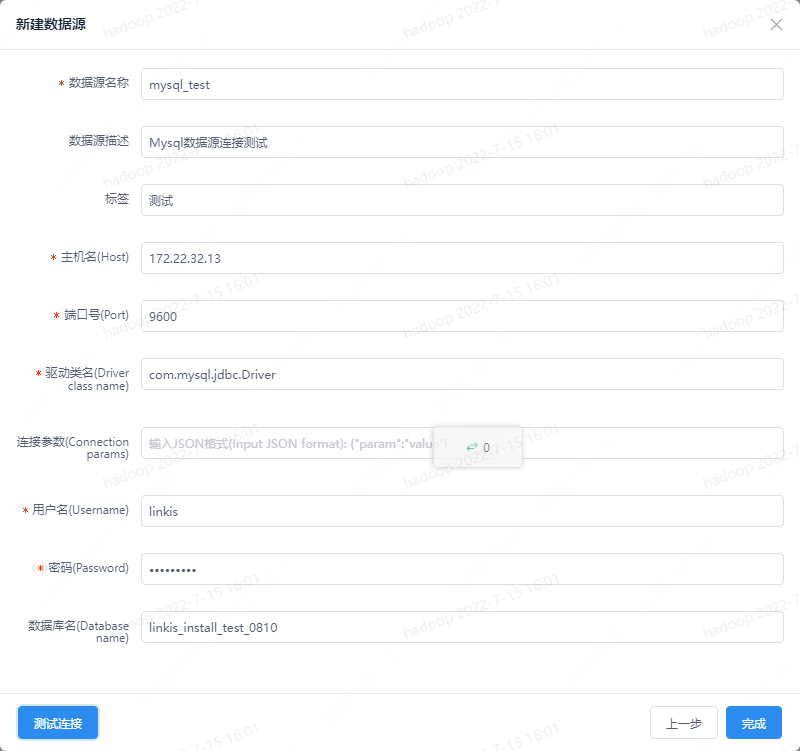 新建数据源
* 数据源名称
mysql_test
数据源描述
Mysql数据源连接测试
标签
测试
* 主机名(Host)
172.22.32.13
* 端口号(Port)
9600
* 驱动类名(Driver
class name)
com.mysql.jdbc.Driver
连接参数(Connection
params)
输入JSON格式(Input JSON format): {"param":"value"
0
* 用户名(Username)
linkis
* 密码(Password)
•••••••••
数据库名(Database
name)
linkis_install_test_0810
测试连接
上一步
完成
hadoop 2022-7-15 16:01